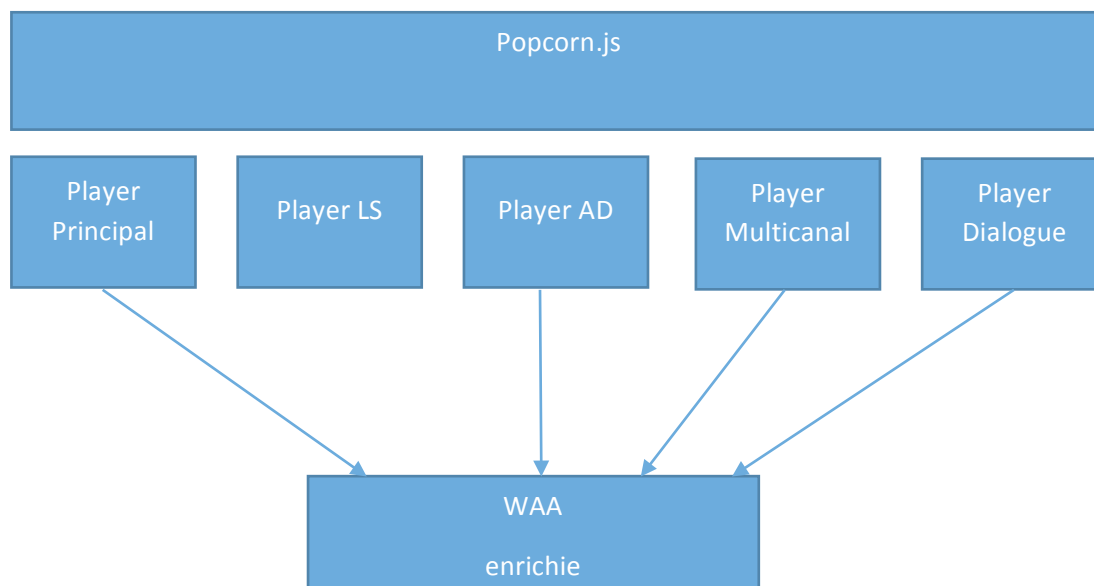 Popcorn.js
Player
Principal
Player LS
Player AD
Player
Multicanal
Player
Dialogue
WAA
enrichie